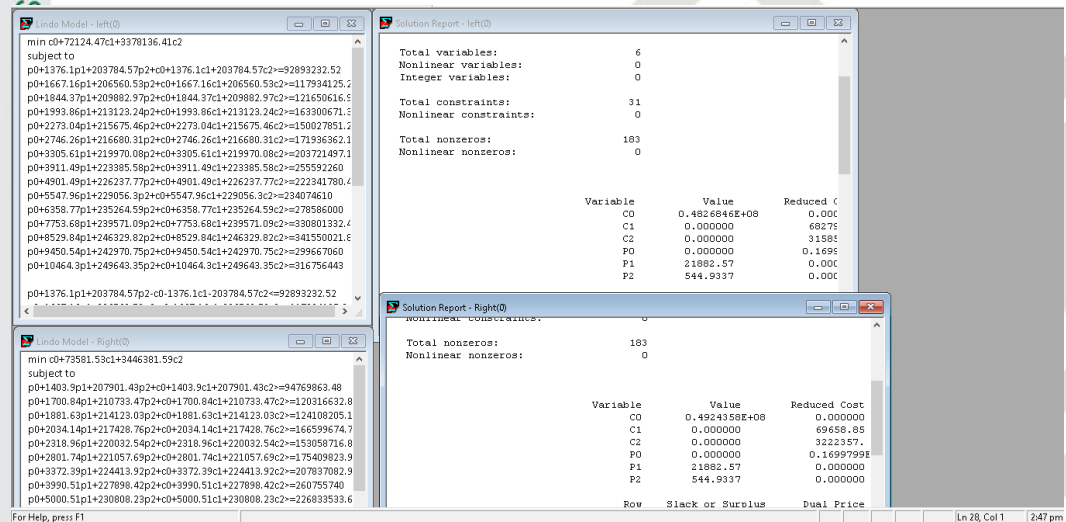 Lindo Model - left(0)
min c0+72124.47c1+3378136.41c2
subject to
p0+1376.1p1+203784.57p2+c0+1376.1c1+203784.57c2>=92893232.52
p0+1667.16p1+206560.53p2+c0+1667.16c1+206560.53c2>=117934125.2
p0+1844.37p1+209882.97p2+c0+1844.37c1+209882.97c2>=121650616.9
p0+1993.86p1+213123.24p2+c0+1993.86c1+213123.24c2>=163300671.3
p0+2273.04p1+215675.46p2+c0+2273.04c1+215675.46c2>=150027851.2
p0+2746.26p1+216680.31p2+c0+2746.26c1+216680.31c2>=171936362.1
p0+3305.61p1+219970.08p2+c0+3305.61c1+219970.08c2>=203721497.1
p0+3911.49p1+223385.58p2+c0+3911.49c1+223385.58c2>=255592260
p0+4901.49p1+226237.77p2+c0+4901.49c1+226237.77c2>=222341780.4
p0+5547.96p1+229056.3p2+c0+5547.96c1+229056.3c2>=234074610
p0+6358.77p1+235264.59p2+c0+6358.77c1+235264.59c2>=278586000
p0+7753.68p1+239571.09p2+c0+7753.68c1+239571.09c2>=330801332.4
p0+8529.84p1+246329.82p2+c0+8529.84c1+246329.82c2>=341550021.8
p0+9450.54p1+242970.75p2+c0+9450.54c1+242970.75c2>=299667060
p0+10464.3p1+249643.35p2+c0+10464.3c1+249643.35c2>=316756443
p0+1376.1p1+203784.57p2-c0-1376.1c1-203784.57c2<=92893232.52
Solution Report - left(0)
Total variables: 6
Nonlinear variables: 0
Integer variables: 0
Total constraints: 31
Nonlinear constraints: 0
Total nonzeros: 183
Nonlinear nonzeros: 0
Variable Value Reduced C
C0 0.4826846E+08 0.000
C1 0.000000 68279
C2 0.000000 31585
P0 0.000000 0.1699
P1 21882.57 0.000
P2 544.9337 0.000
Lindo Model - Right(0)
min c0+73581.53c1+3446381.59c2
subject to
p0+1403.9p1+207901.43p2+c0+1403.9c1+207901.43c2>=94769863.48
p0+1700.84p1+210733.47p2+c0+1700.84c1+210733.47c2>=120316632.8
p0+1881.63p1+214123.03p2+c0+1881.63c1+214123.03c2>=124108205.1
p0+2034.14p1+217428.76p2+c0+2034.14c1+217428.76c2>=166599674.7
p0+2318.96p1+220032.54p2+c0+2318.96c1+220032.54c2>=153058716.8
p0+2801.74p1+221057.69p2+c0+2801.74c1+221057.69c2>=175409823.9
p0+3372.39p1+224413.92p2+c0+3372.39c1+224413.92c2>=207837082.9
p0+3990.51p1+227898.42p2+c0+3990.51c1+227898.42c2>=260755740
p0+5000.51p1+230808.23p2+c0+5000.51c1+230808.23c2>=226833533.6
Solution Report - Right(0)
Nonlinear constraints: 0
Total nonzeros: 183
Nonlinear nonzeros: 0
Variable Value Reduced Cost
C0 0.4924358E+08 0.000000
C1 0.000000 69658.85
C2 0.000000 3222357.
P0 0.000000 0.1699799E
P1 21882.57 0.000000
P2 544.9337 0.000000
Row Slack or Surplus Dual Price
For Help, press F1
Ln 28, Col 1 2:47 pm